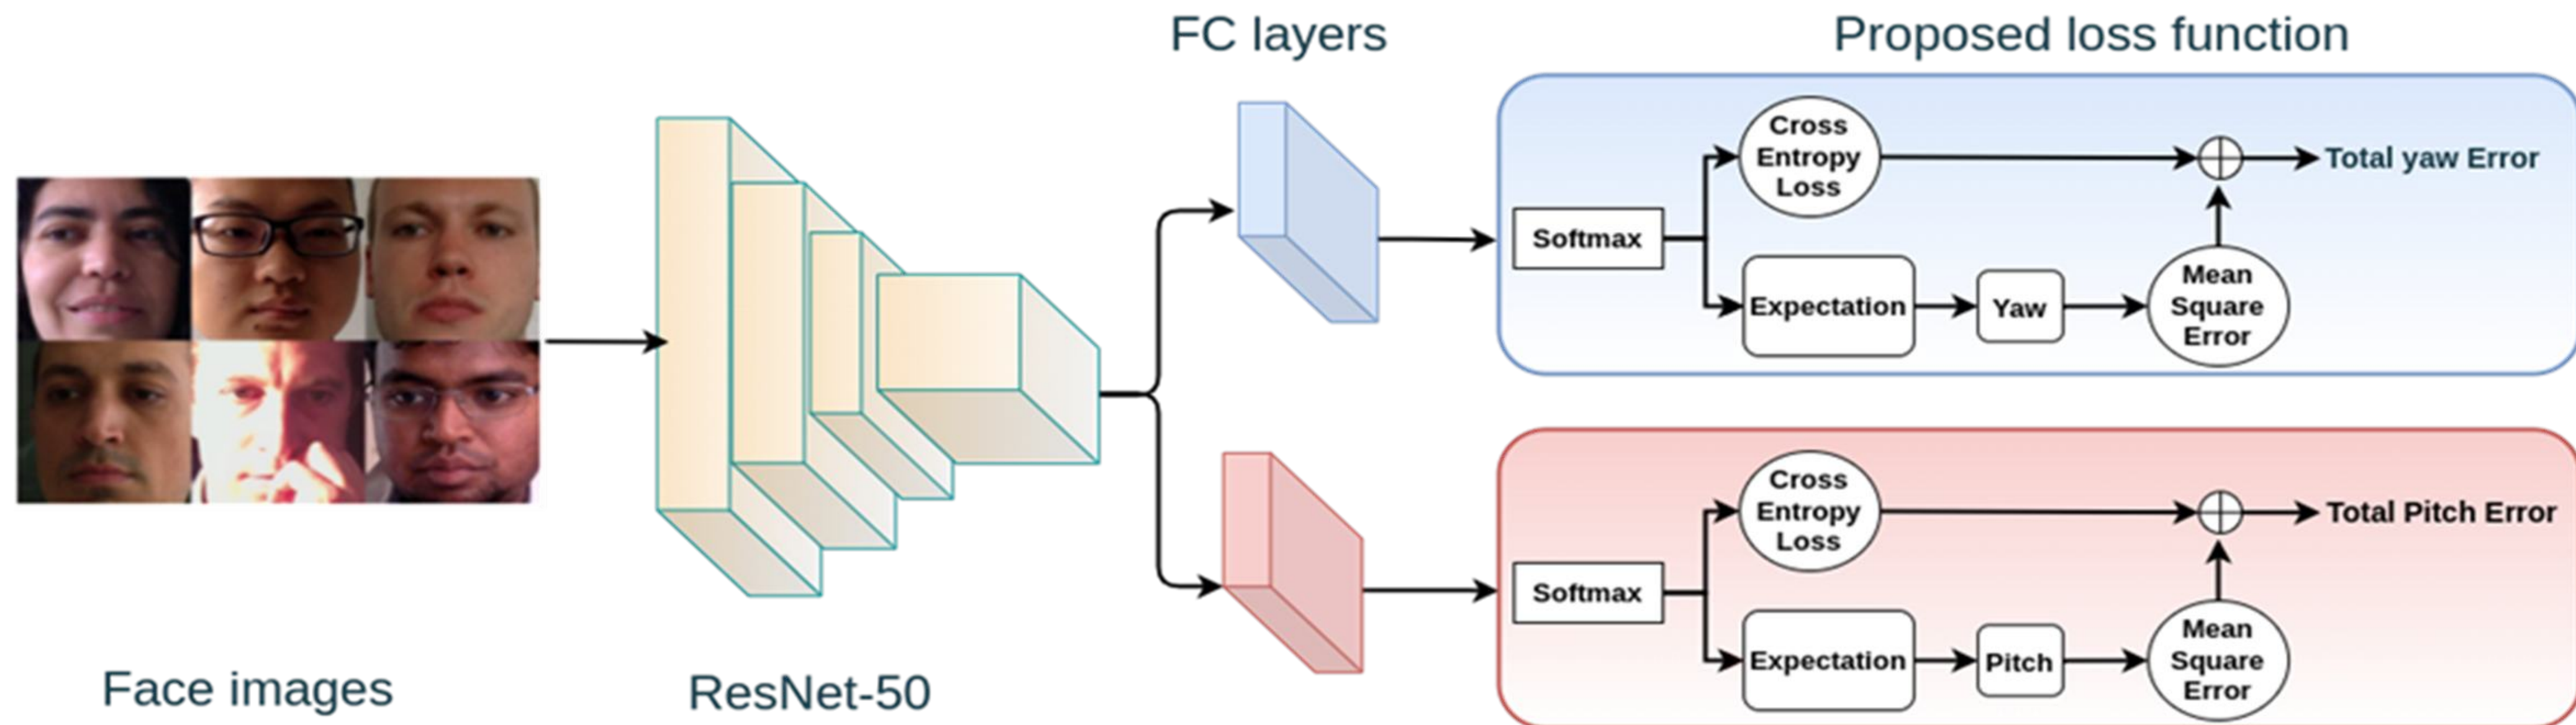 FC layers
Proposed loss function
Cross
Entropy
Loss
Total yaw Error
Softmax
Expectation
Yaw
Mean
Square
Error
Cross
Entropy
Loss
Total Pitch Error
Softmax
Expectation
Pitch
Mean
Square
Error
Face images
ResNet-50